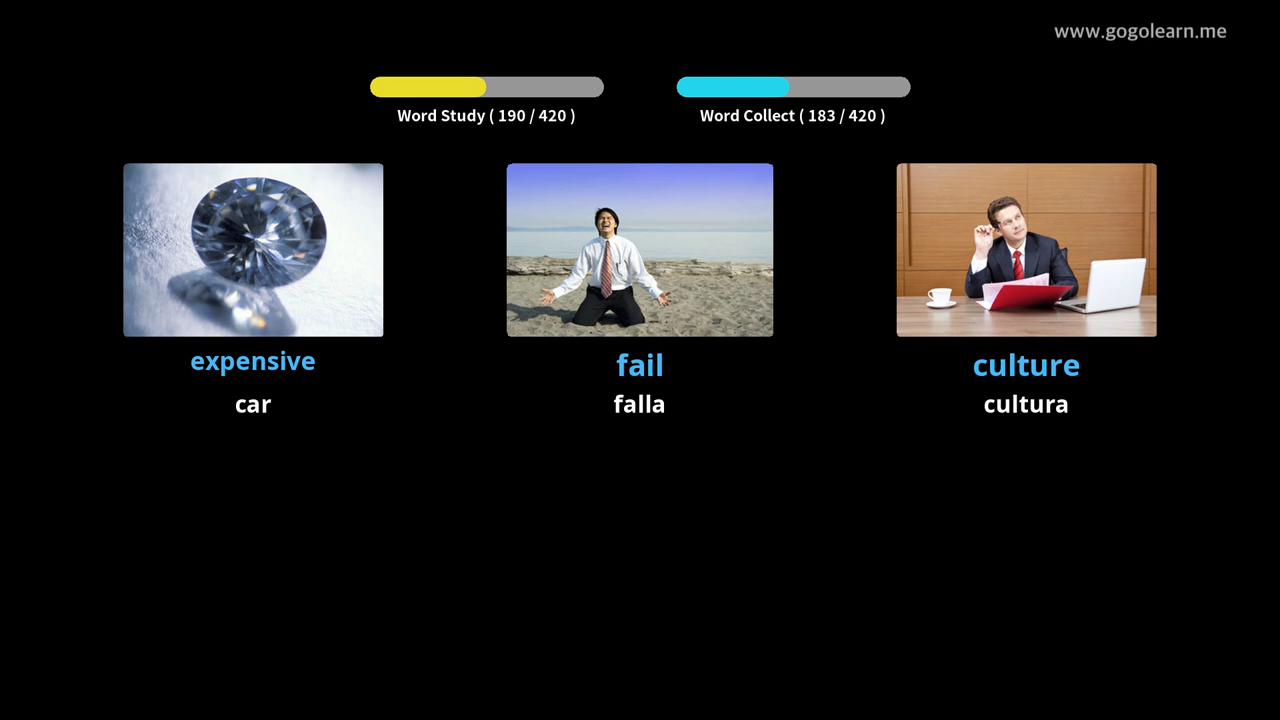 www.gogolearn.me
Word Study ( 190 / 420 )
Word Collect ( 183 / 420 )
expensive
car
fail
falla
culture
cultura